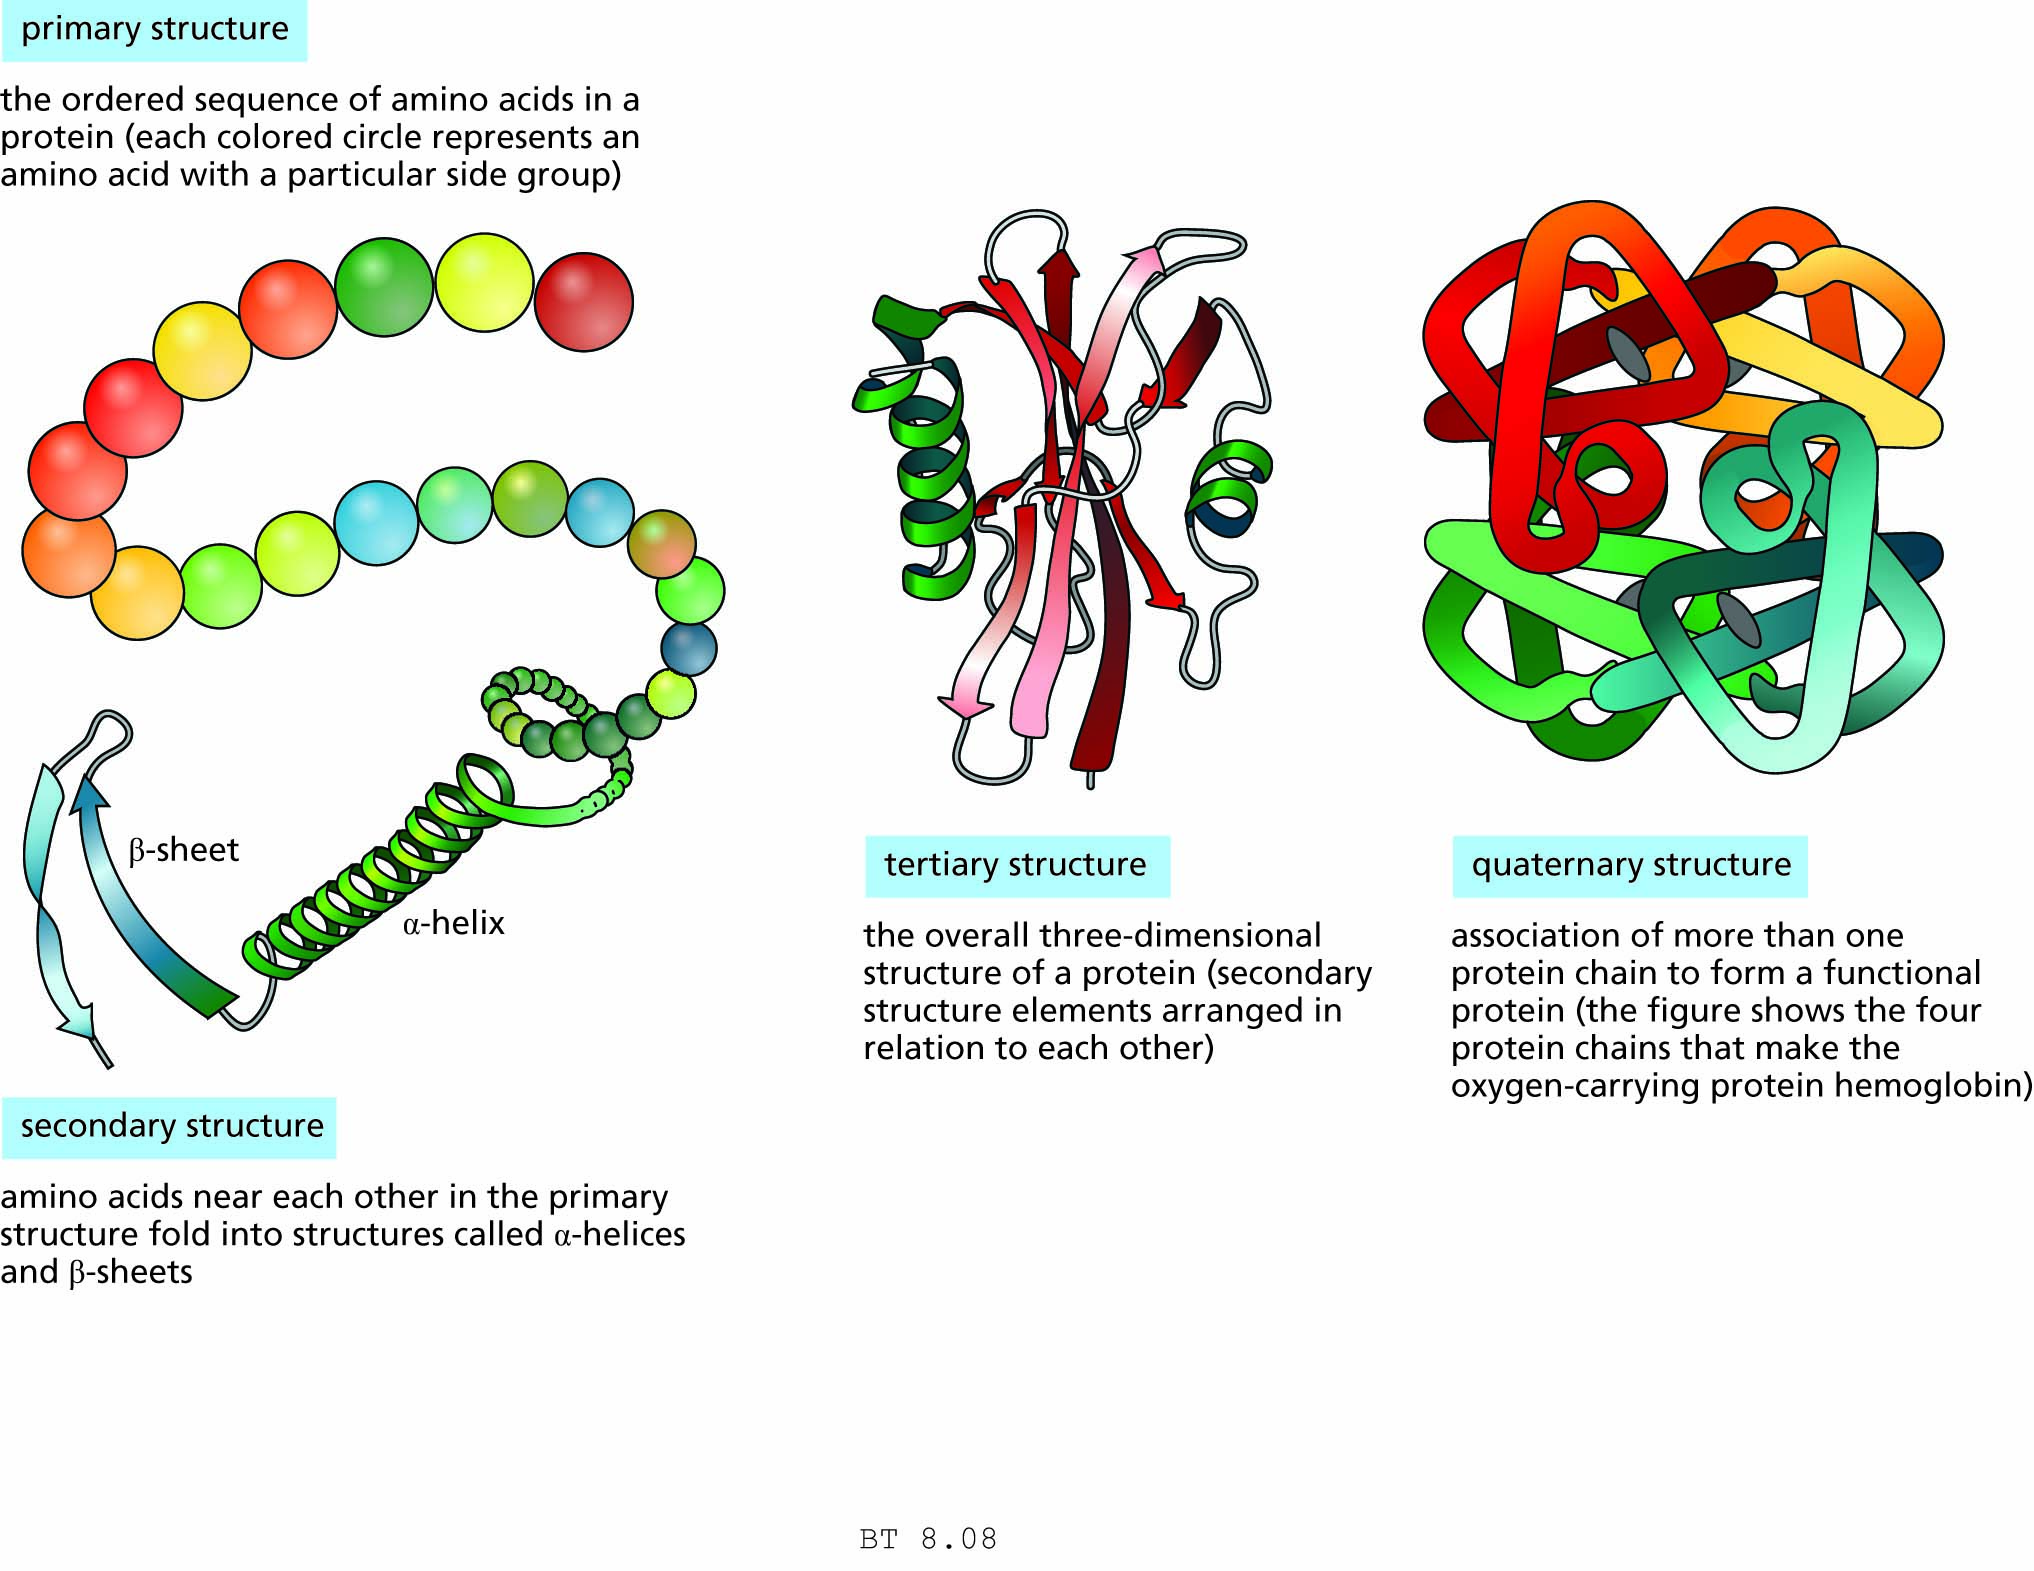 primary structure
the ordered sequence of amino acids in a
protein (each colored circle represents an
amino acid with a particular side group)
β-sheet
α-helix
secondary structure
amino acids near each other in the primary
structure fold into structures called α-helices
and β-sheets
tertiary structure
the overall three-dimensional
structure of a protein (secondary
structure elements arranged in
relation to each other)
quaternary structure
association of more than one
protein chain to form a functional
protein (the figure shows the four
protein chains that make the
oxygen-carrying protein hemoglobin)
BT 8.08